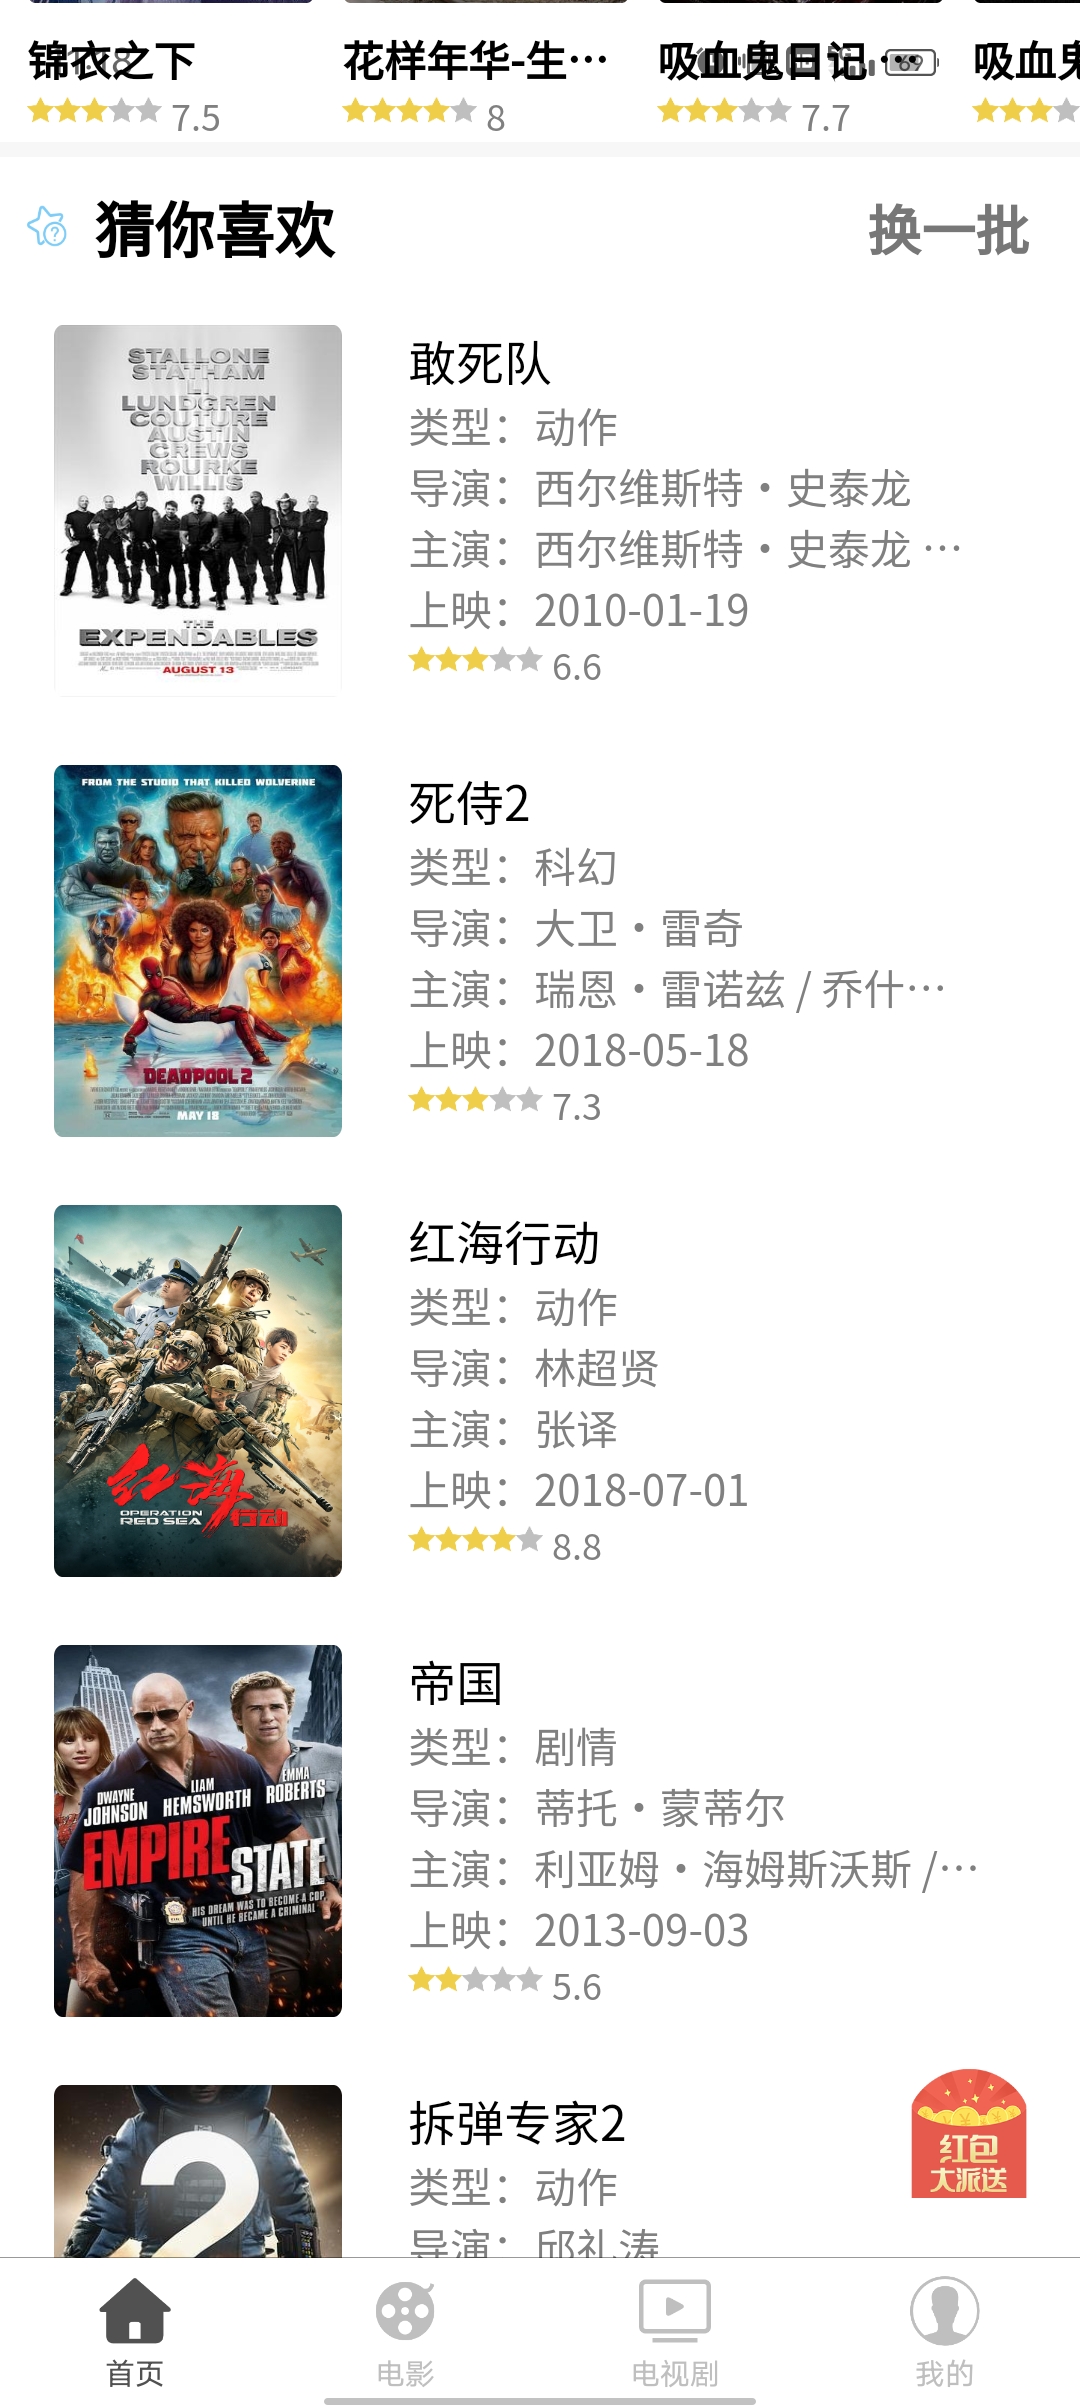 锦衣之下
花样年华-生…
吸血鬼日记 …
吸血鬼
7.5
8
7.7
69
猜你喜欢
换一批
STALLONE
STATHAM
LI
LUNDGREN
COUTURE
AUSTIN
CREWS
ROURKE
WILLIS
THE
EXPENDABLES
AUGUST 13
敢死队
类型：动作
导演：西尔维斯特·史泰龙
主演：西尔维斯特·史泰龙 …
上映：2010-01-19
6.6
FROM THE STUDIO THAT KILLED WOLVERINE
DEADPOOL 2
MAY 18
死侍2
类型：科幻
导演：大卫·雷奇
主演：瑞恩·雷诺兹 / 乔什…
上映：2018-05-18
7.3
红海行动
OPERATION
RED SEA
红海行动
类型：动作
导演：林超贤
主演：张译
上映：2018-07-01
8.8
DWAYNE
JOHNSON
LIAM
HEMSWORTH
EMMA
ROBERTS
EMPIRE
STATE
HIS DREAM WAS TO BECOME A COP.
UNTIL HE BECAME A CRIMINAL
帝国
类型：剧情
导演：蒂托·蒙蒂尔
主演：利亚姆·海姆斯沃斯 /…
上映：2013-09-03
5.6
2
拆弹专家2
类型：动作
导演：邱礼涛
红包
大派送
首页
电影
电视剧
我的